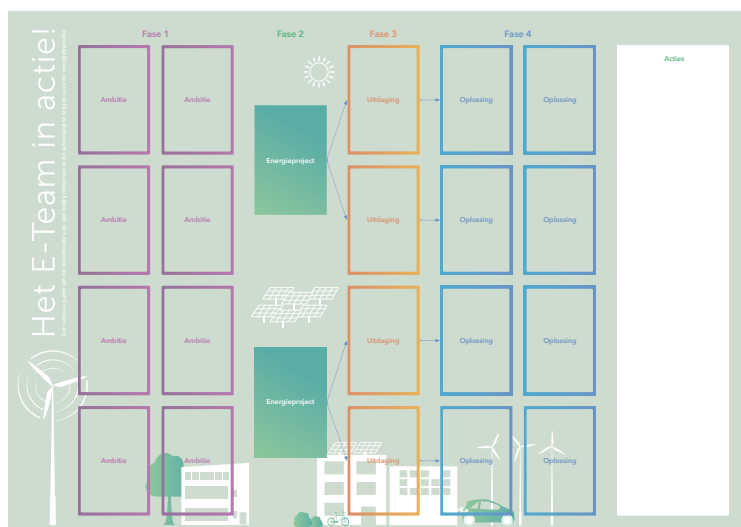 Het E-Team in actie!
Fase 1
Fase 2
Fase 3
Fase 4
Acties
Ambitie
Ambitie
Energieproject
Uitdaging
Oplossing
Oplossing
Ambitie
Ambitie
Uitdaging
Oplossing
Oplossing
Ambitie
Ambitie
Energieproject
Uitdaging
Oplossing
Oplossing
Ambitie
Ambitie
Uitdaging
Oplossing
Oplossing